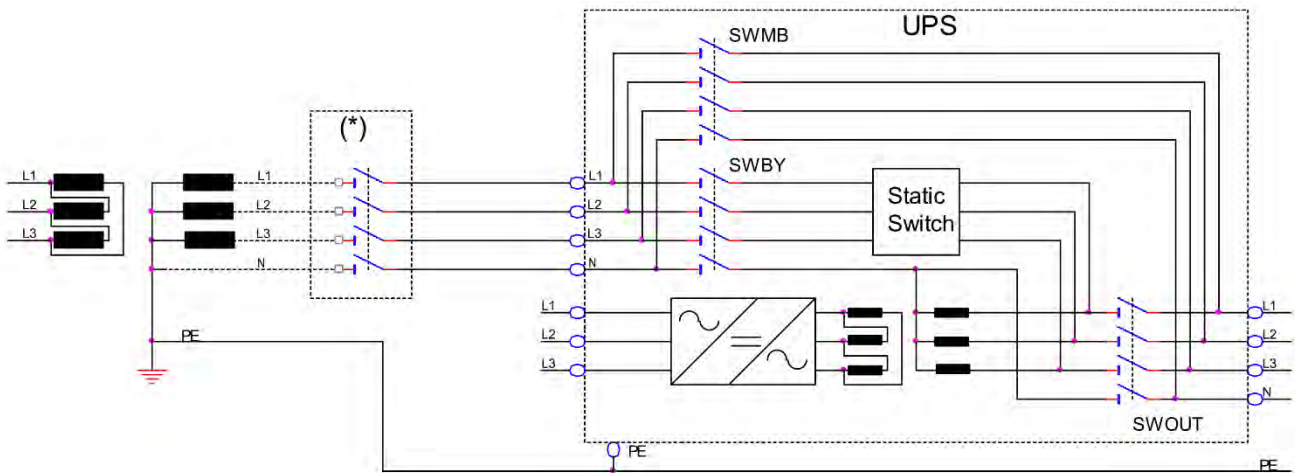 UPS
SWMB
(*)
SWBY
L1
L1
L1
L2
L2
L2
L3
L3
L3
N
N
Static
Switch
L1
L2
L3
L1
L2
L3
N
PE
SWOUT
PE
PE